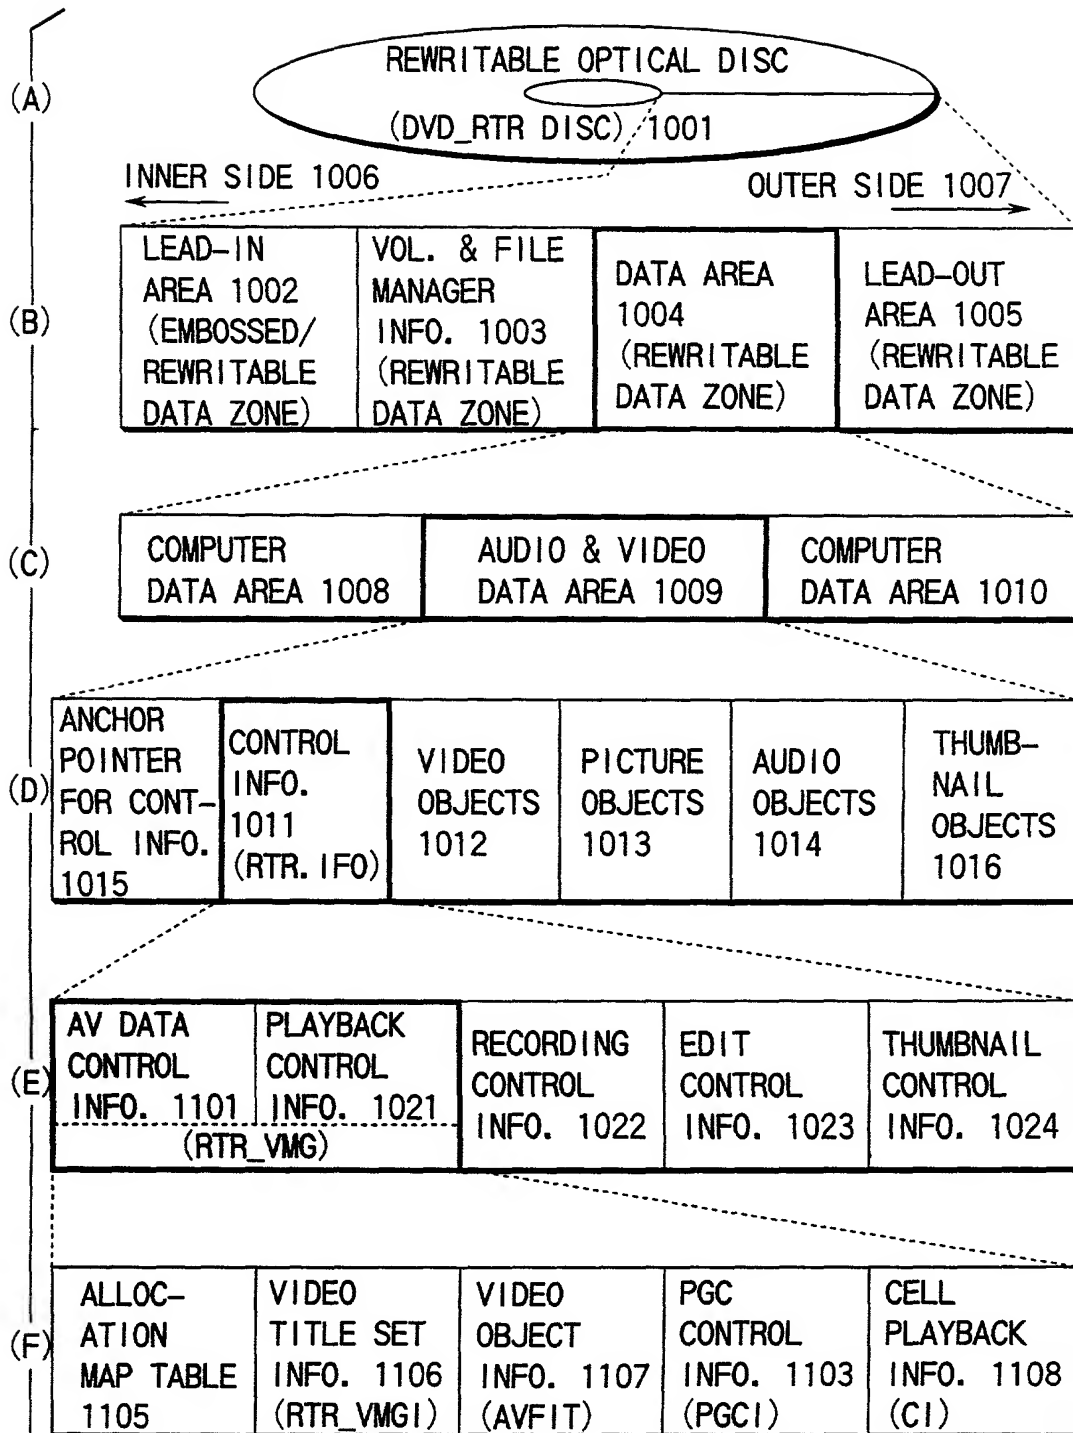 (A)
REWRITABLE OPTICAL DISC
(DVD_RTR DISC) 1001
INNER SIDE 1006
OUTER SIDE 1007
(B)
LEAD-IN
AREA 1002
(EMBOSSED/
REWRITABLE
DATA ZONE)
VOL. & FILE
MANAGER
INFO. 1003
(REWRITABLE
DATA ZONE)
DATA AREA
1004
(REWRITABLE
DATA ZONE)
LEAD-OUT
AREA 1005
(REWRITABLE
DATA ZONE)
(C)
COMPUTER
DATA AREA 1008
AUDIO & VIDEO
DATA AREA 1009
COMPUTER
DATA AREA 1010
(D)
ANCHOR
POINTER
FOR CONT-
ROL INFO.
1015
CONTROL
INFO.
1011
(RTR.IFO)
VIDEO
OBJECTS
1012
PICTURE
OBJECTS
1013
AUDIO
OBJECTS
1014
THUMB-
NAIL
OBJECTS
1016
(E)
AV DATA
CONTROL
INFO. 1101
PLAYBACK
CONTROL
INFO. 1021
(RTR_VMG)
RECORDING
CONTROL
INFO. 1022
EDIT
CONTROL
INFO. 1023
THUMBNAIL
CONTROL
INFO. 1024
(F)
ALLOC-
ATION
MAP TABLE
1105
VIDEO
TITLE SET
INFO. 1106
(RTR_VMGI)
VIDEO
OBJECT
INFO. 1107
(AVFIT)
PGC
CONTROL
INFO. 1103
(PGCI)
CELL
PLAYBACK
INFO. 1108
(CI)